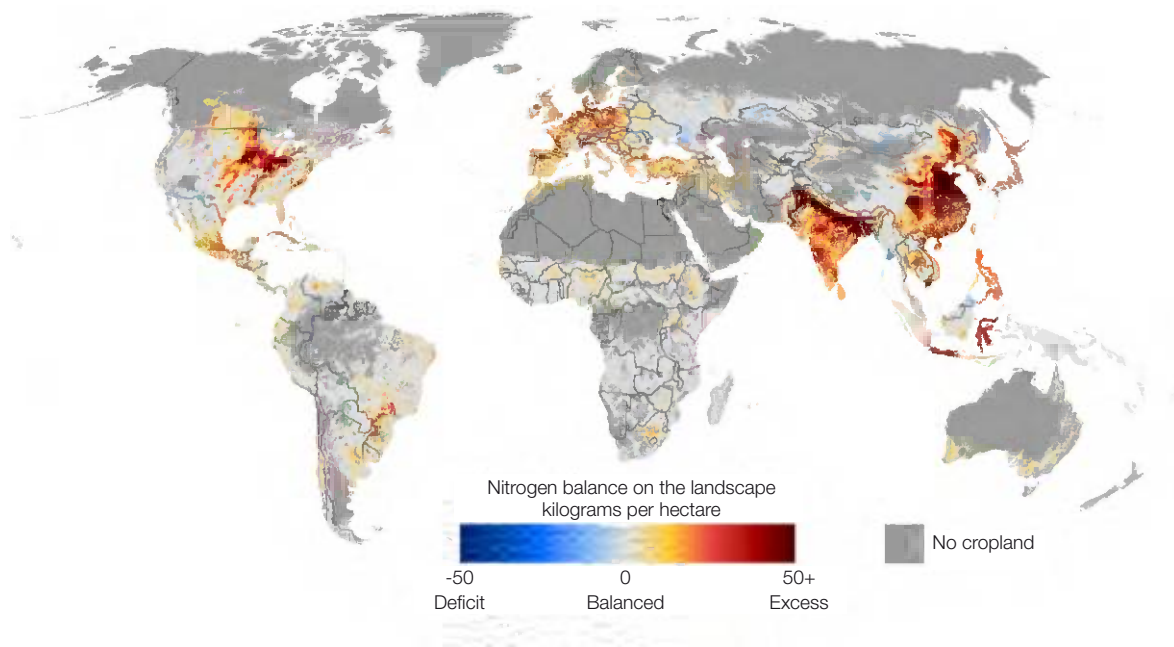 Nitrogen balance on the landscape
kilograms per hectare
-50 0 50+
Deficit Balanced Excess
No cropland